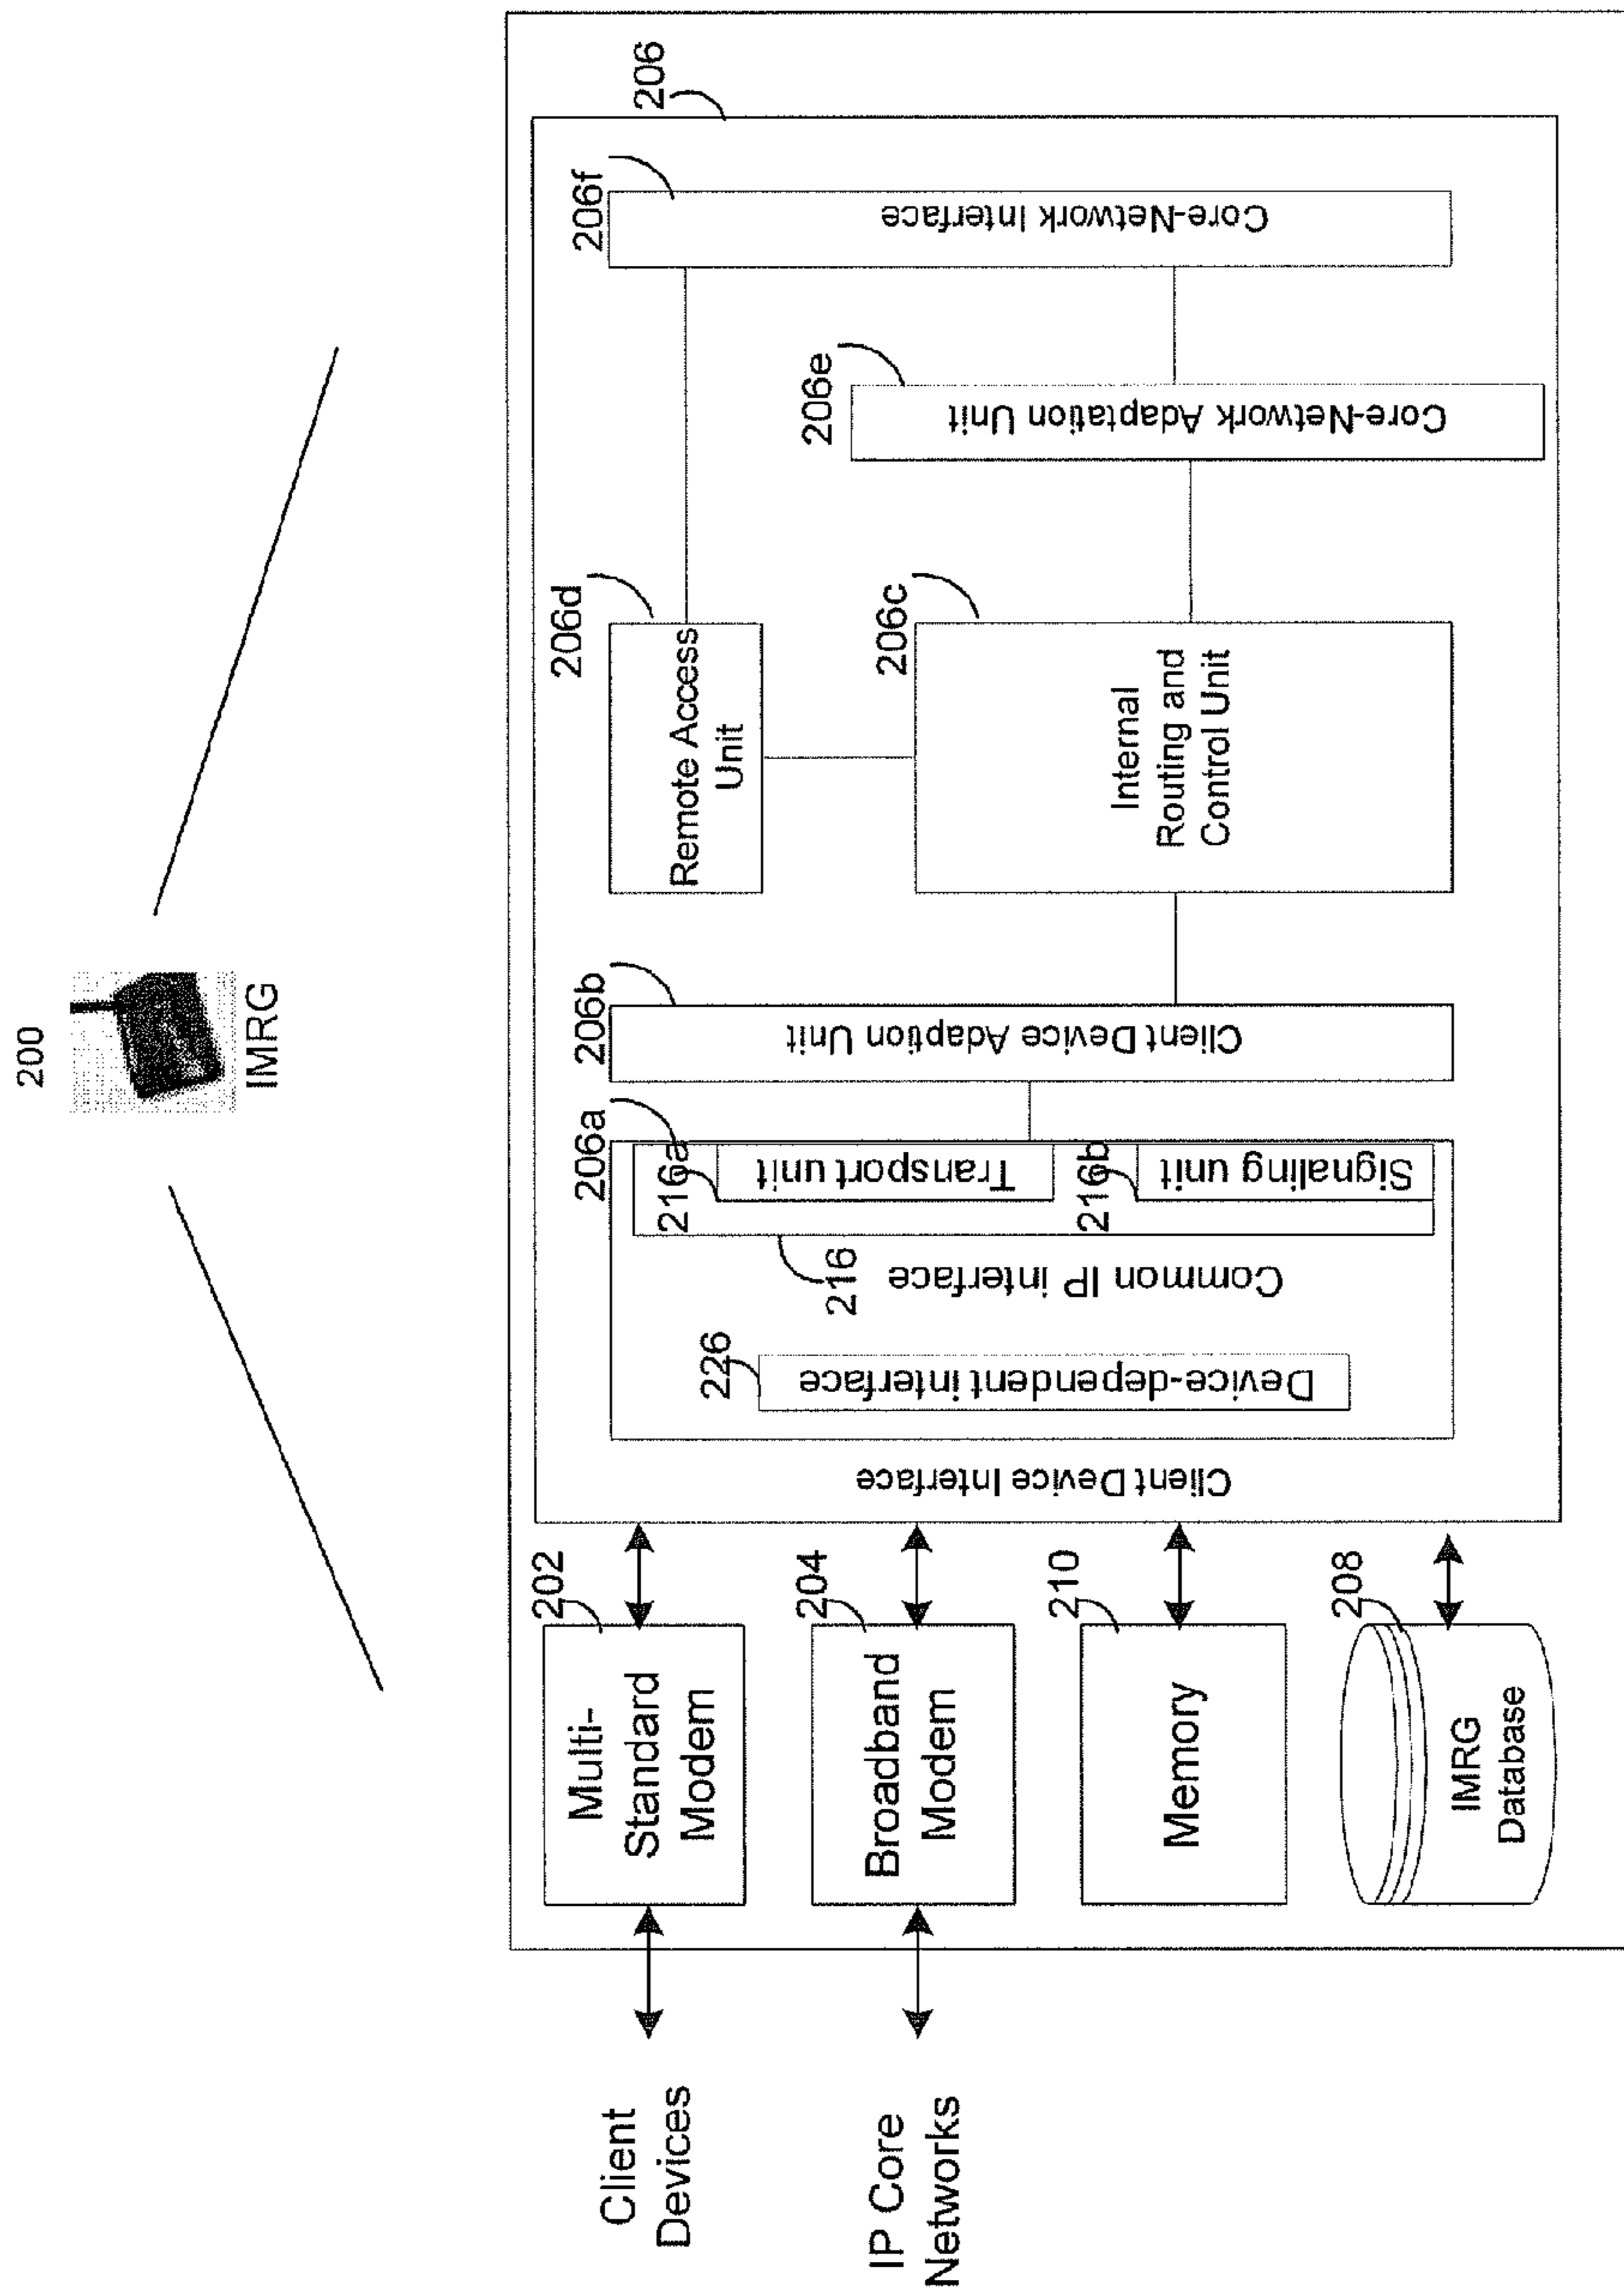 200
IMRG
Client
Devices
IP Core
Networks
202
Multi-
Standard
Modem
204
Broadband
Modem
210
Memory
208
IMRG
Database
206
Client Device Interface
206a
226
Device-dependent interface
Common IP interface
216
216a
Transport unit
216b
Signaling unit
206b
Client Device Adaption Unit
206d
Remote Access
Unit
206c
Internal
Routing and
Control Unit
206e
Core-Network Adaptation Unit
206f
Core-Network Interface